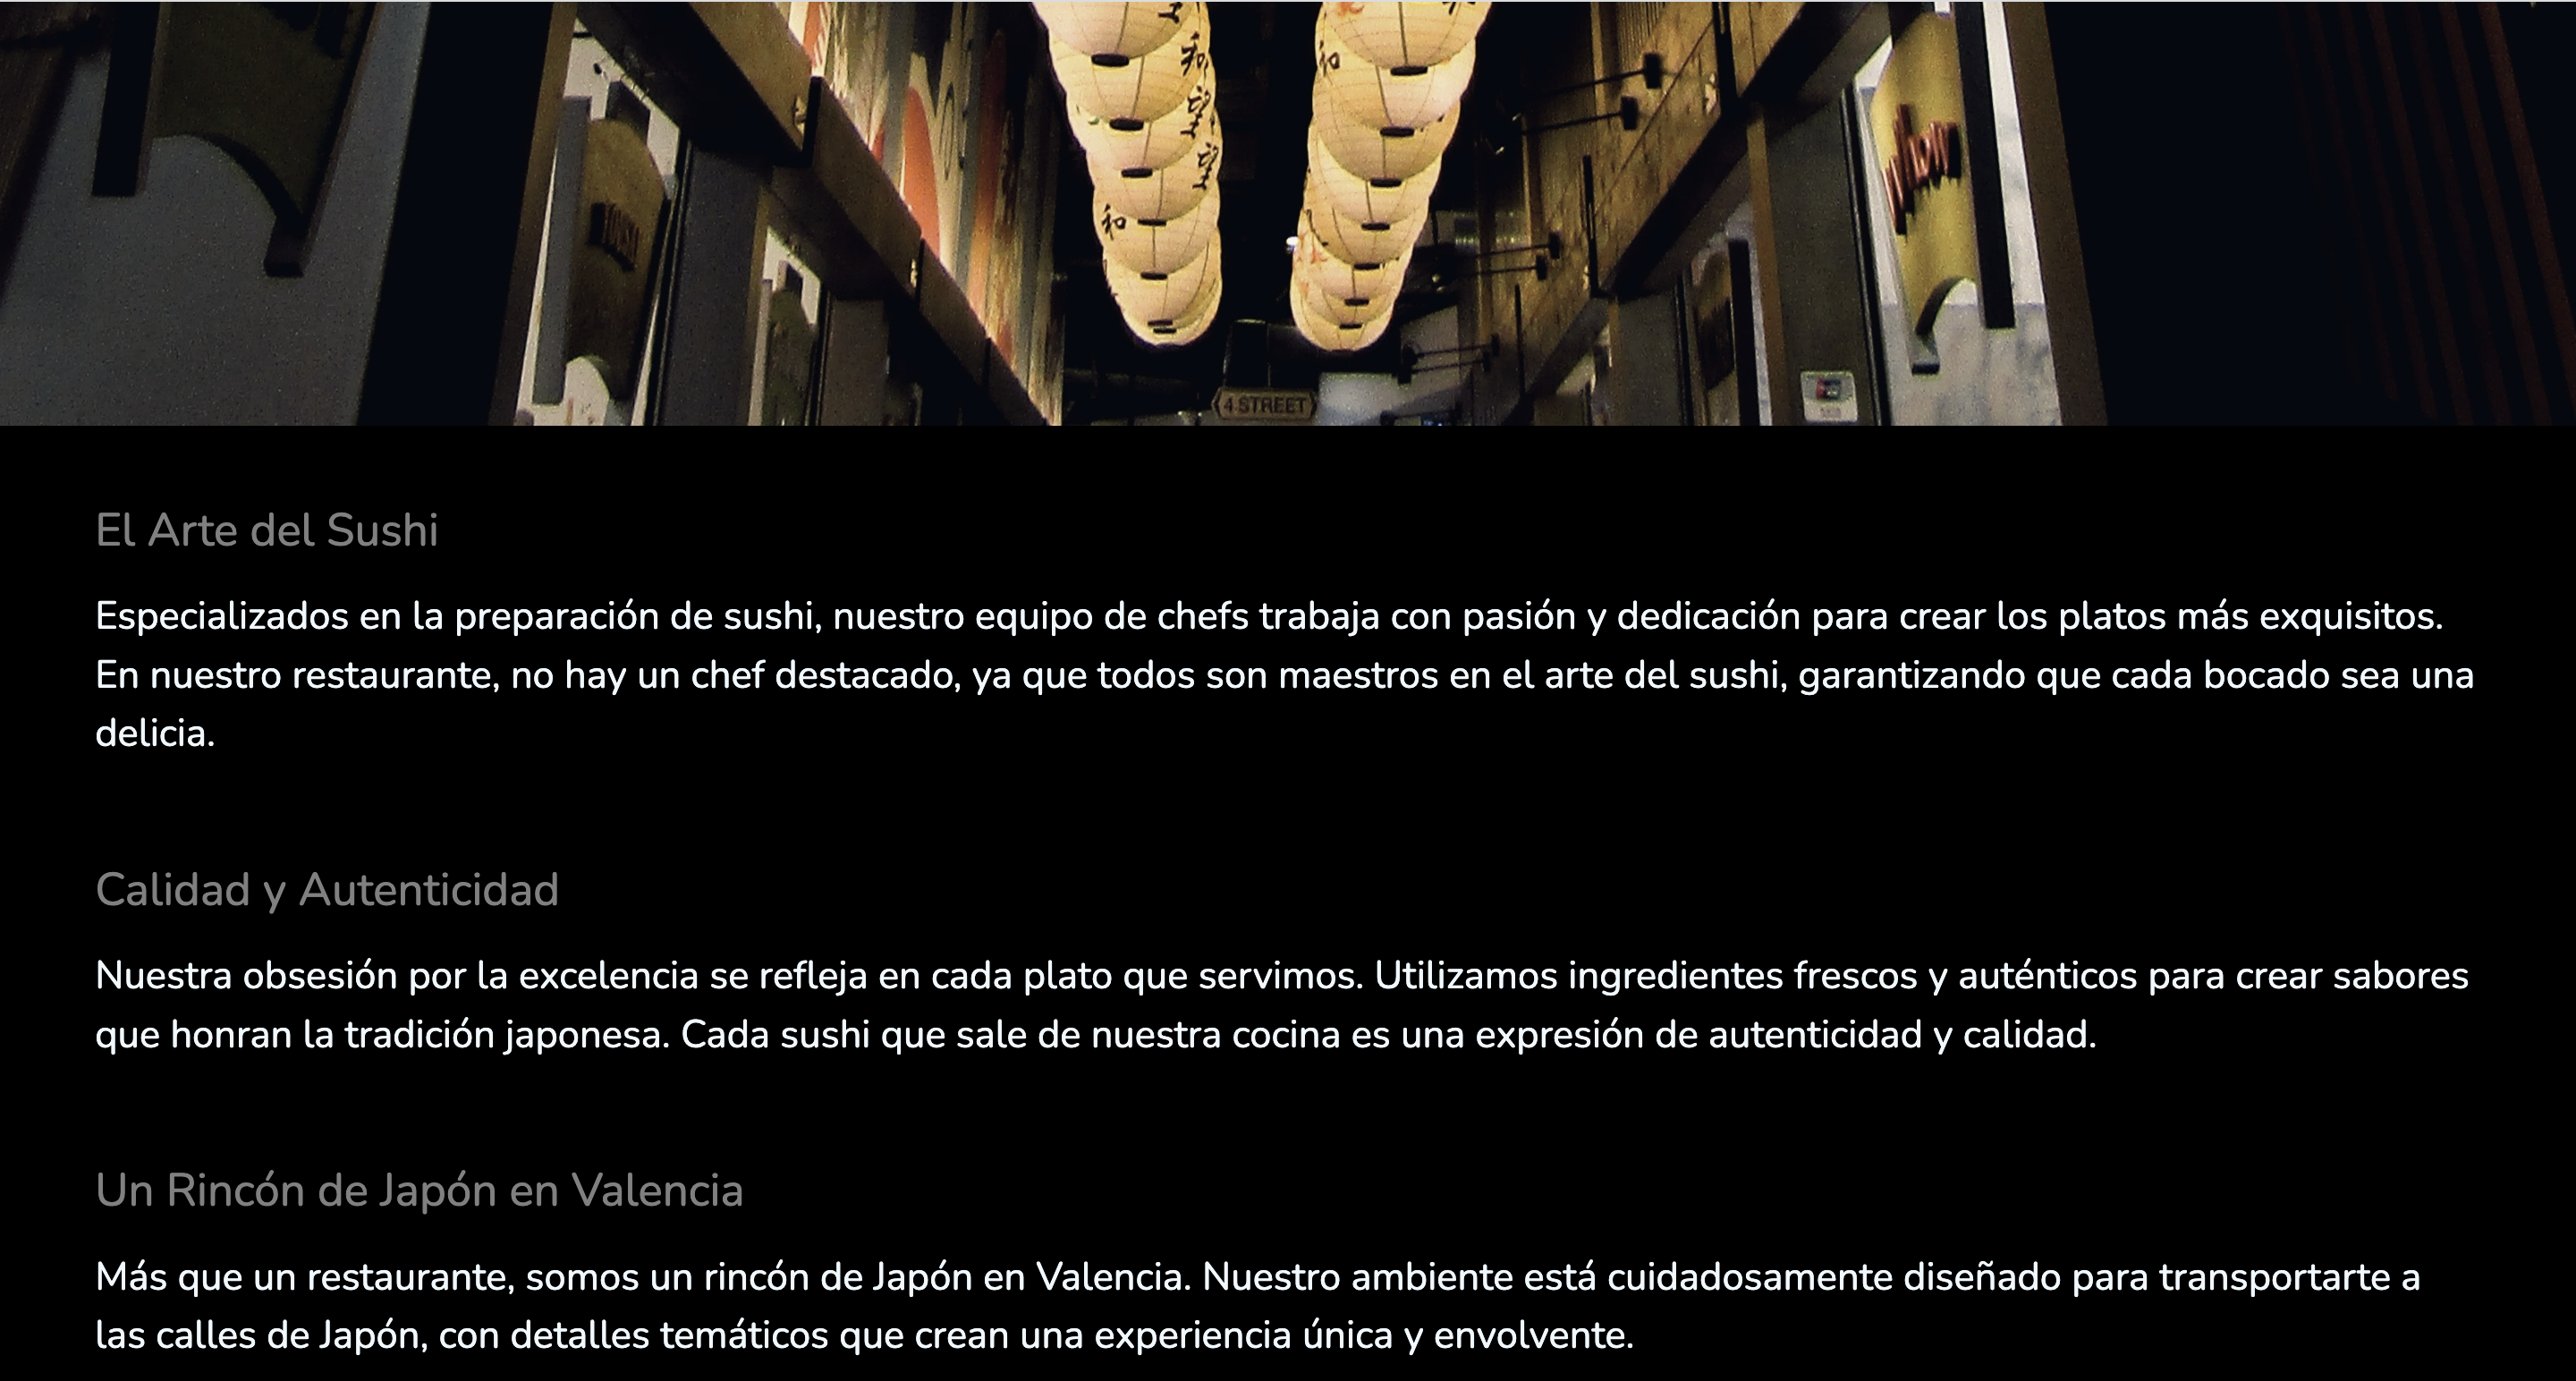 和
望
望
和
和
4 STREET
El Arte del Sushi
Especializados en la preparación de sushi, nuestro equipo de chefs trabaja con pasión y dedicación para crear los platos más exquisitos.
En nuestro restaurante, no hay un chef destacado, ya que todos son maestros en el arte del sushi, garantizando que cada bocado sea una
delicia.
Calidad y Autenticidad
Nuestra obsesión por la excelencia se refleja en cada plato que servimos. Utilizamos ingredientes frescos y auténticos para crear sabores
que honran la tradición japonesa. Cada sushi que sale de nuestra cocina es una expresión de autenticidad y calidad.
Un Rincón de Japón en Valencia
Más que un restaurante, somos un rincón de Japón en Valencia. Nuestro ambiente está cuidadosamente diseñado para transportarte a
las calles de Japón, con detalles temáticos que crean una experiencia única y envolvente.